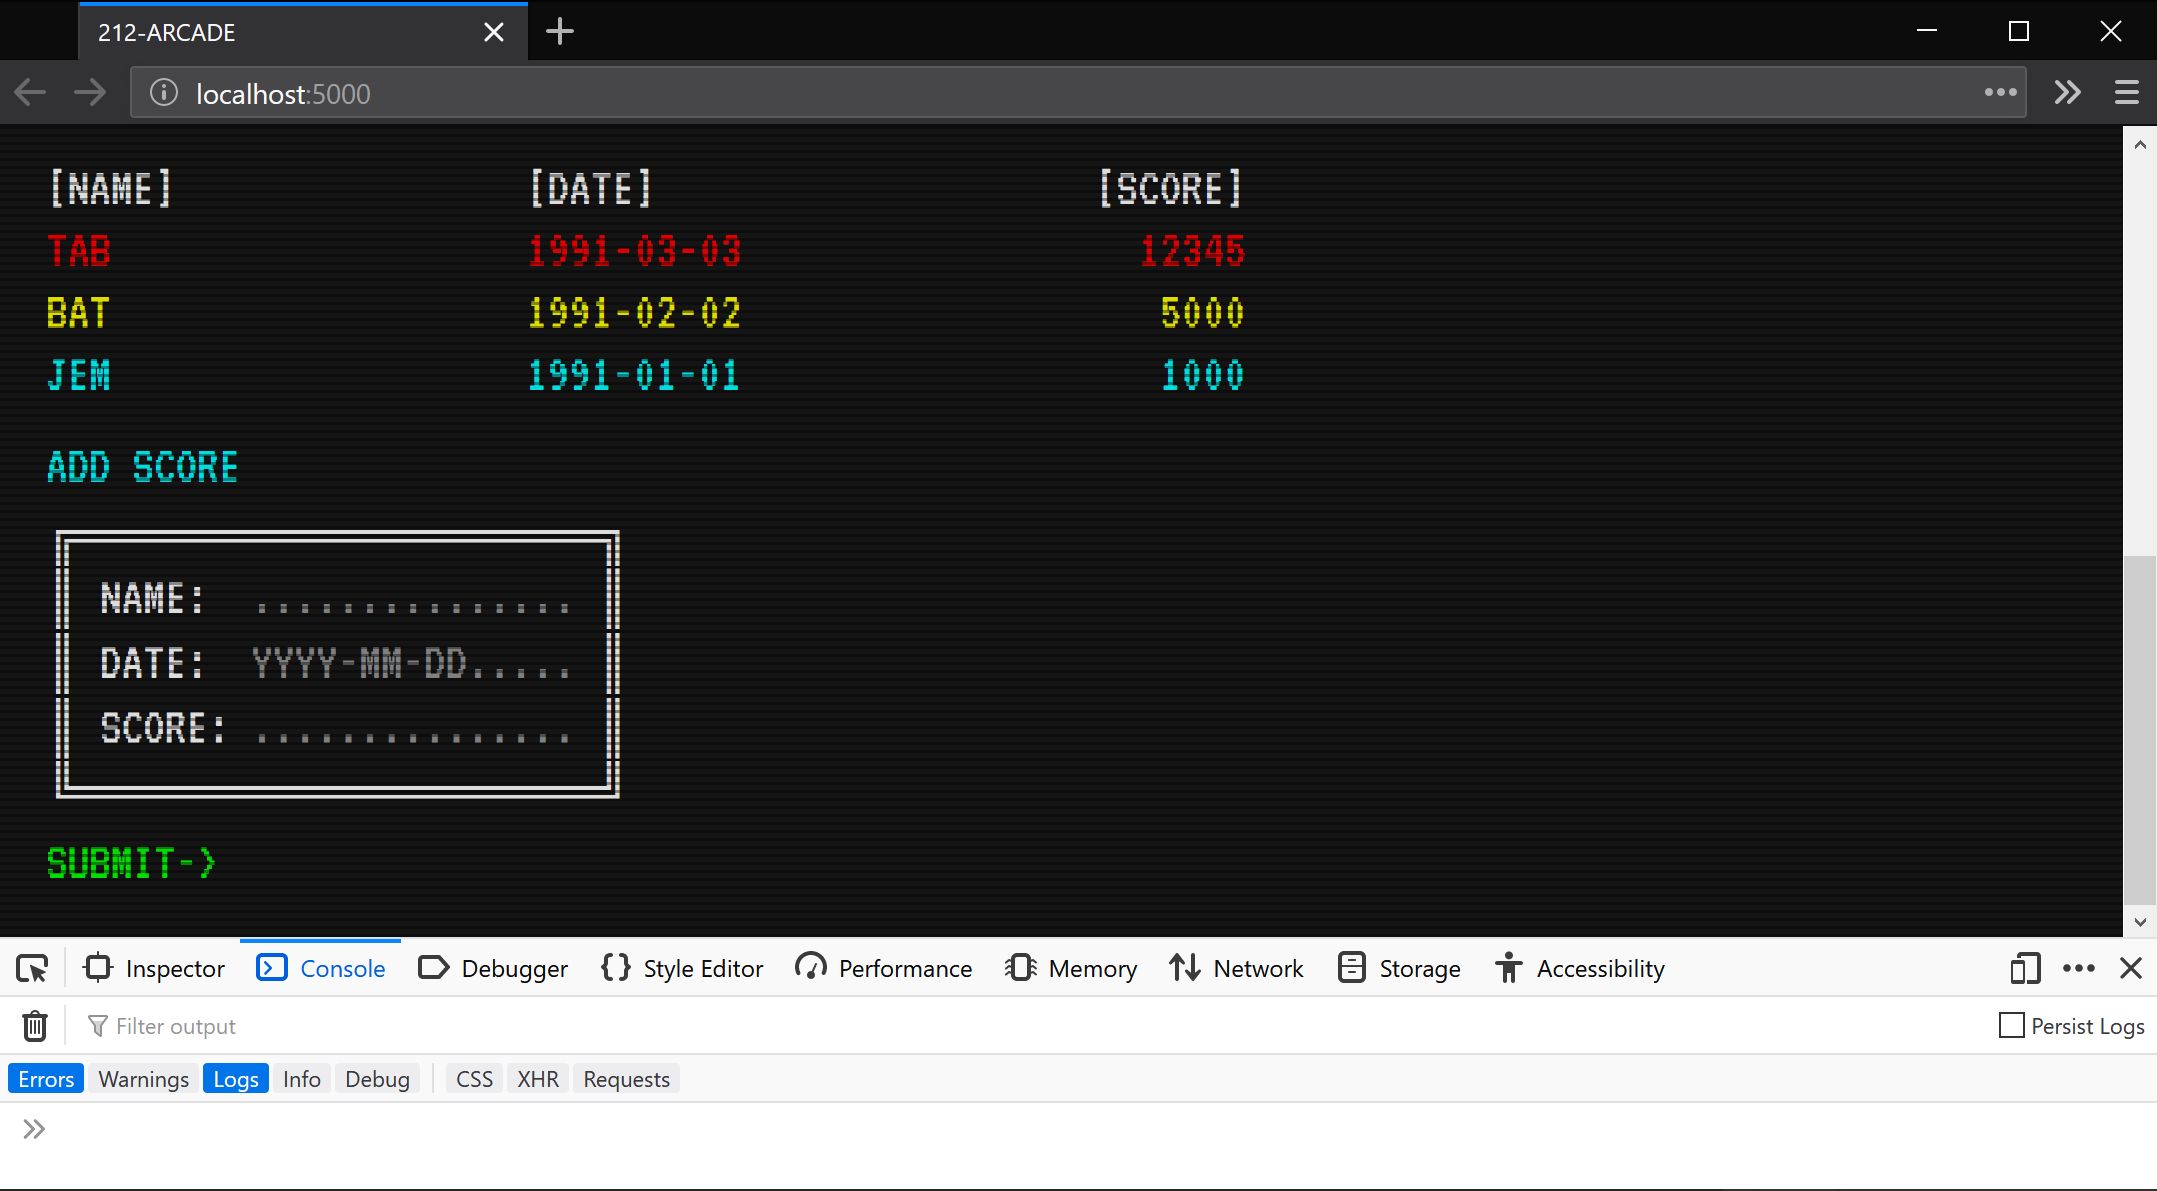 212-ARCADE
localhost:5000
[NAME] [DATE] [SCORE]
TAB 1991-03-03 12345
BAT 1991-02-02 5000
JEM 1991-01-01 1000
ADD SCORE
NAME: ...............
DATE: YYYY-MM-DD.....
SCORE: ...............
SUBMIT->
Inspector Console Debugger {} Style Editor Performance Memory Network Storage Accessibility
Filter output Persist Logs
Errors Warnings Logs Info Debug CSS XHR Requests
»